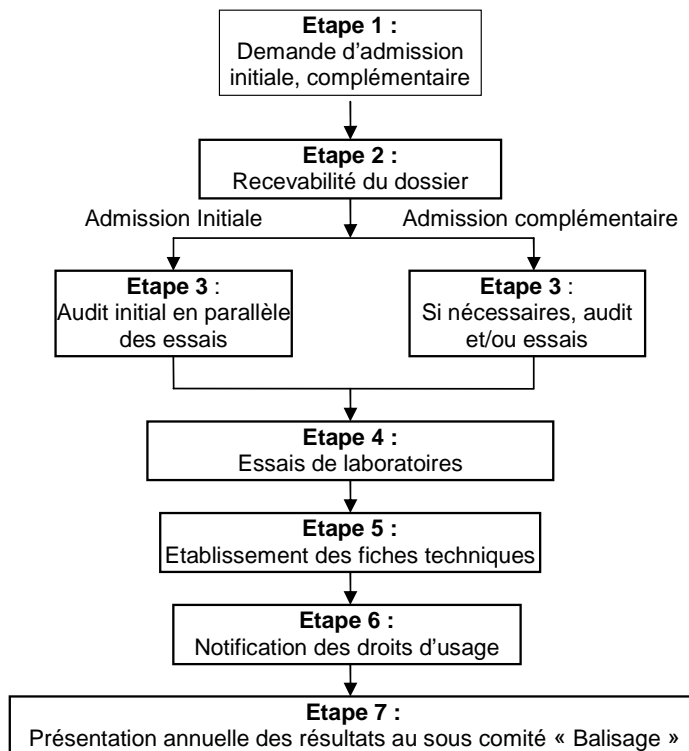 Etape 1 :
Demande d'admission
initiale, complémentaire
Etape 2 :
Recevabilité du dossier
Admission Initiale
Admission complémentaire
Etape 3 :
Audit initial en parallèle
des essais
Etape 3 :
Si nécessaires, audit
et/ou essais
Etape 4 :
Essais de laboratoires
Etape 5 :
Etablissement des fiches techniques
Etape 6 :
Notification des droits d'usage
Etape 7 :
Présentation annuelle des résultats au sous comité « Balisage »